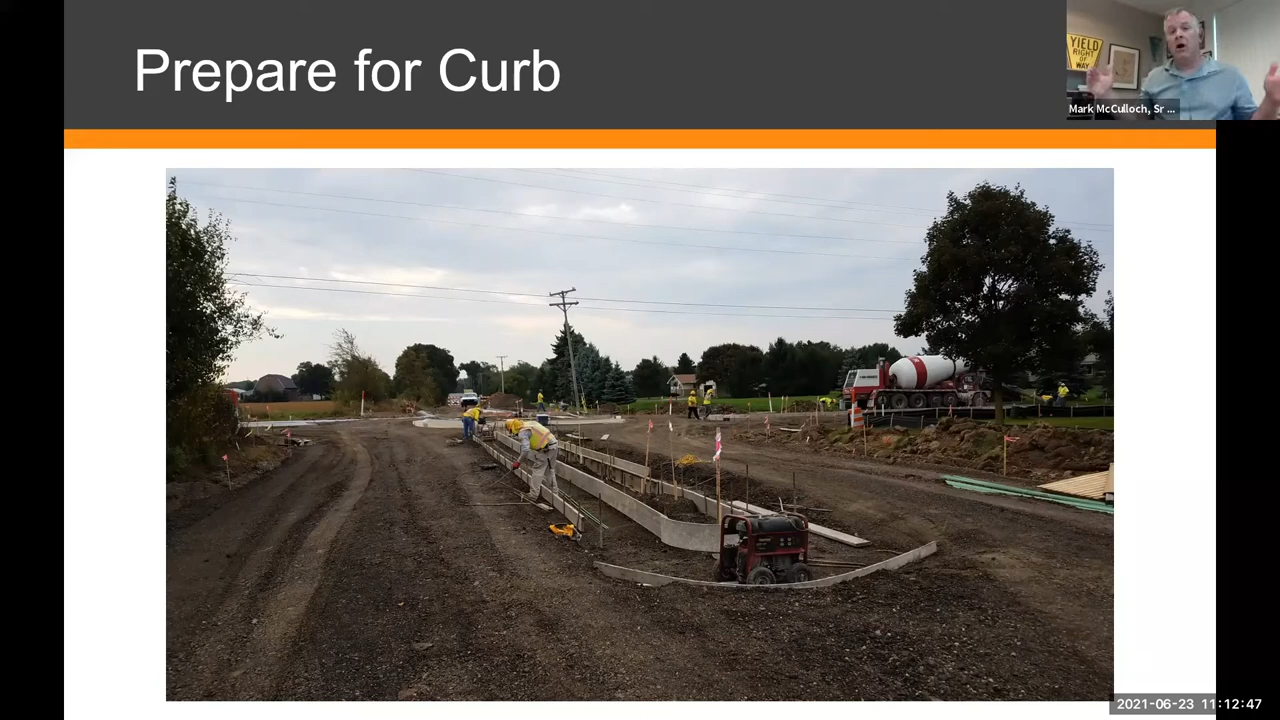 Prepare for Curb
YIELD
RIGHT
OF
WAY
Mark McCulloch, Sr ...
2021-06-23 11:12:47